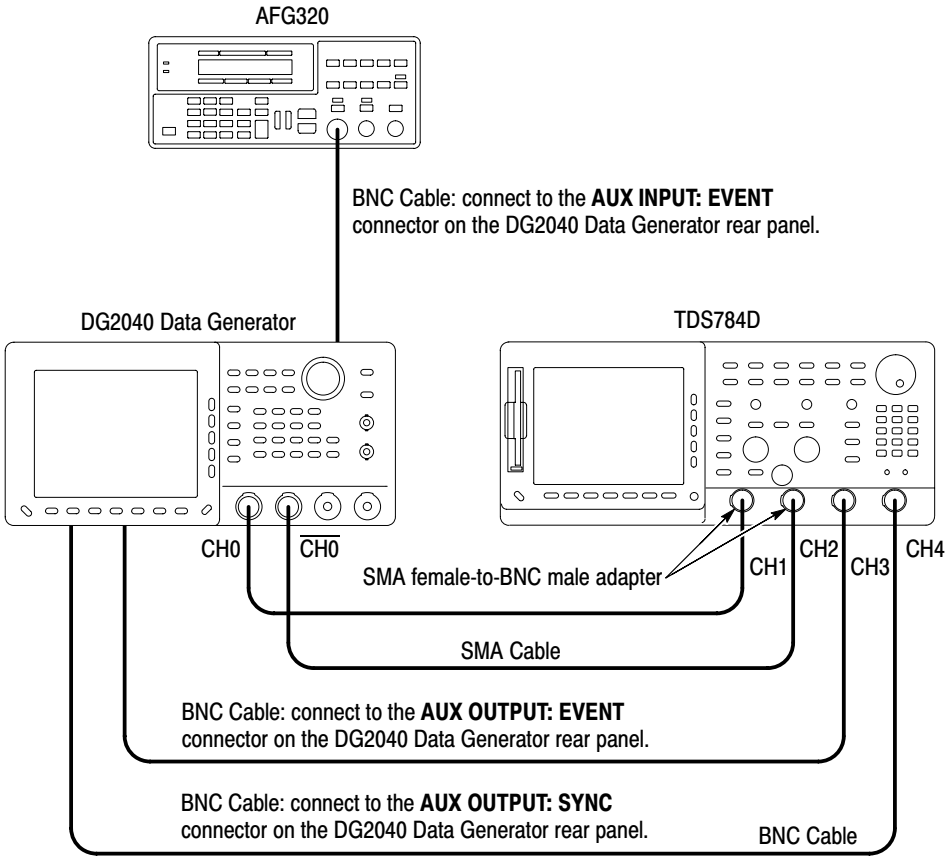 AFG320
BNC Cable: connect to the AUX INPUT: EVENT
connector on the DG2040 Data Generator rear panel.
DG2040 Data Generator
TDS784D
CH0
CH0
CH1
CH2
CH3
CH4
SMA female-to-BNC male adapter
SMA Cable
BNC Cable: connect to the AUX OUTPUT: EVENT
connector on the DG2040 Data Generator rear panel.
BNC Cable: connect to the AUX OUTPUT: SYNC
connector on the DG2040 Data Generator rear panel.
BNC Cable